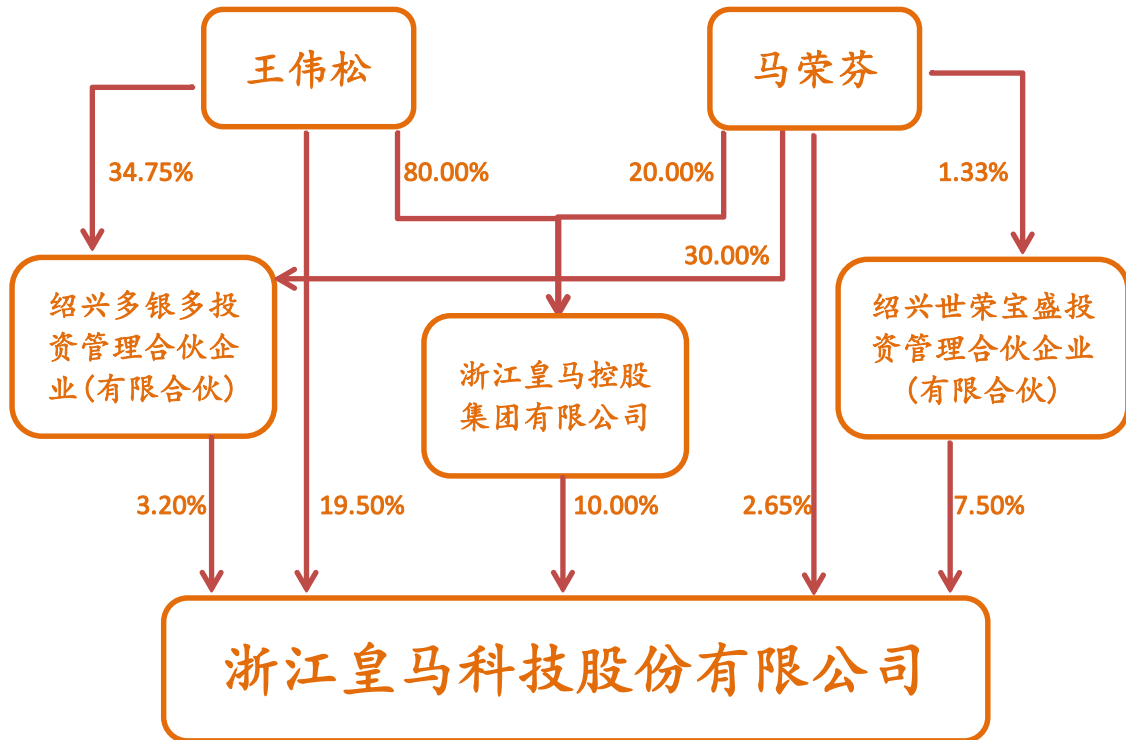 王伟松
马荣芬
34.75%
80.00%
20.00%
1.33%
30.00%
绍兴多银多投
资管理合伙企
业(有限合伙)
浙江皇马控股
集团有限公司
绍兴世荣宝盛投
资管理合伙企业
(有限合伙)
3.20%
19.50%
10.00%
2.65%
7.50%
浙江皇马科技股份有限公司